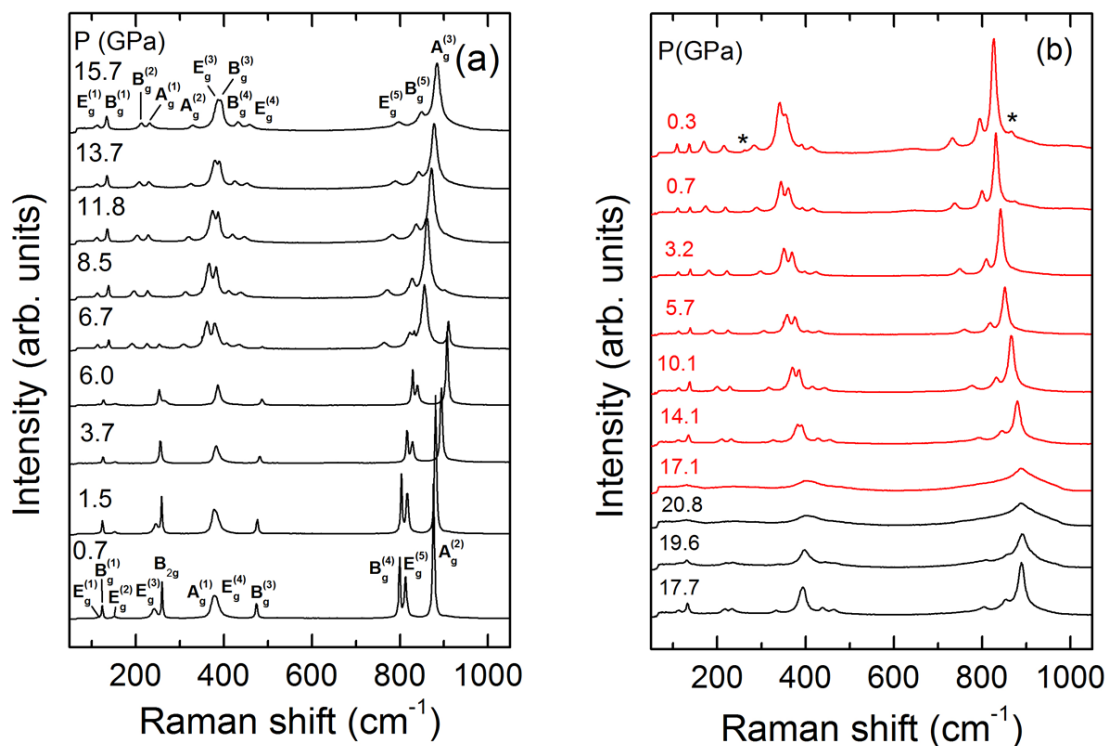 P (GPa)
15.7
E_g^(1)
B_g^(1)
B_g^(2)
A_g^(1)
A_g^(2)
E_g^(3)
B_g^(3)
B_g^(4)
E_g^(4)
E_g^(5)
B_g^(5)
A_g^(3)
(a)
13.7
11.8
8.5
6.7
6.0
3.7
1.5
0.7
E_g^(1)
B_g^(1)
E_g^(2)
E_g^(3)
B_2g
A_g^(1)
E_g^(4)
B_g^(3)
B_g^(4)
E_g^(5)
A_g^(2)
Intensity (arb. units)
200 400 600 800 1000
Raman shift (cm^-1)
P(GPa)
(b)
0.3
*
*
0.7
3.2
5.7
10.1
14.1
17.1
20.8
19.6
17.7
Intensity (arb. units)
200 400 600 800 1000
Raman shift (cm^-1)